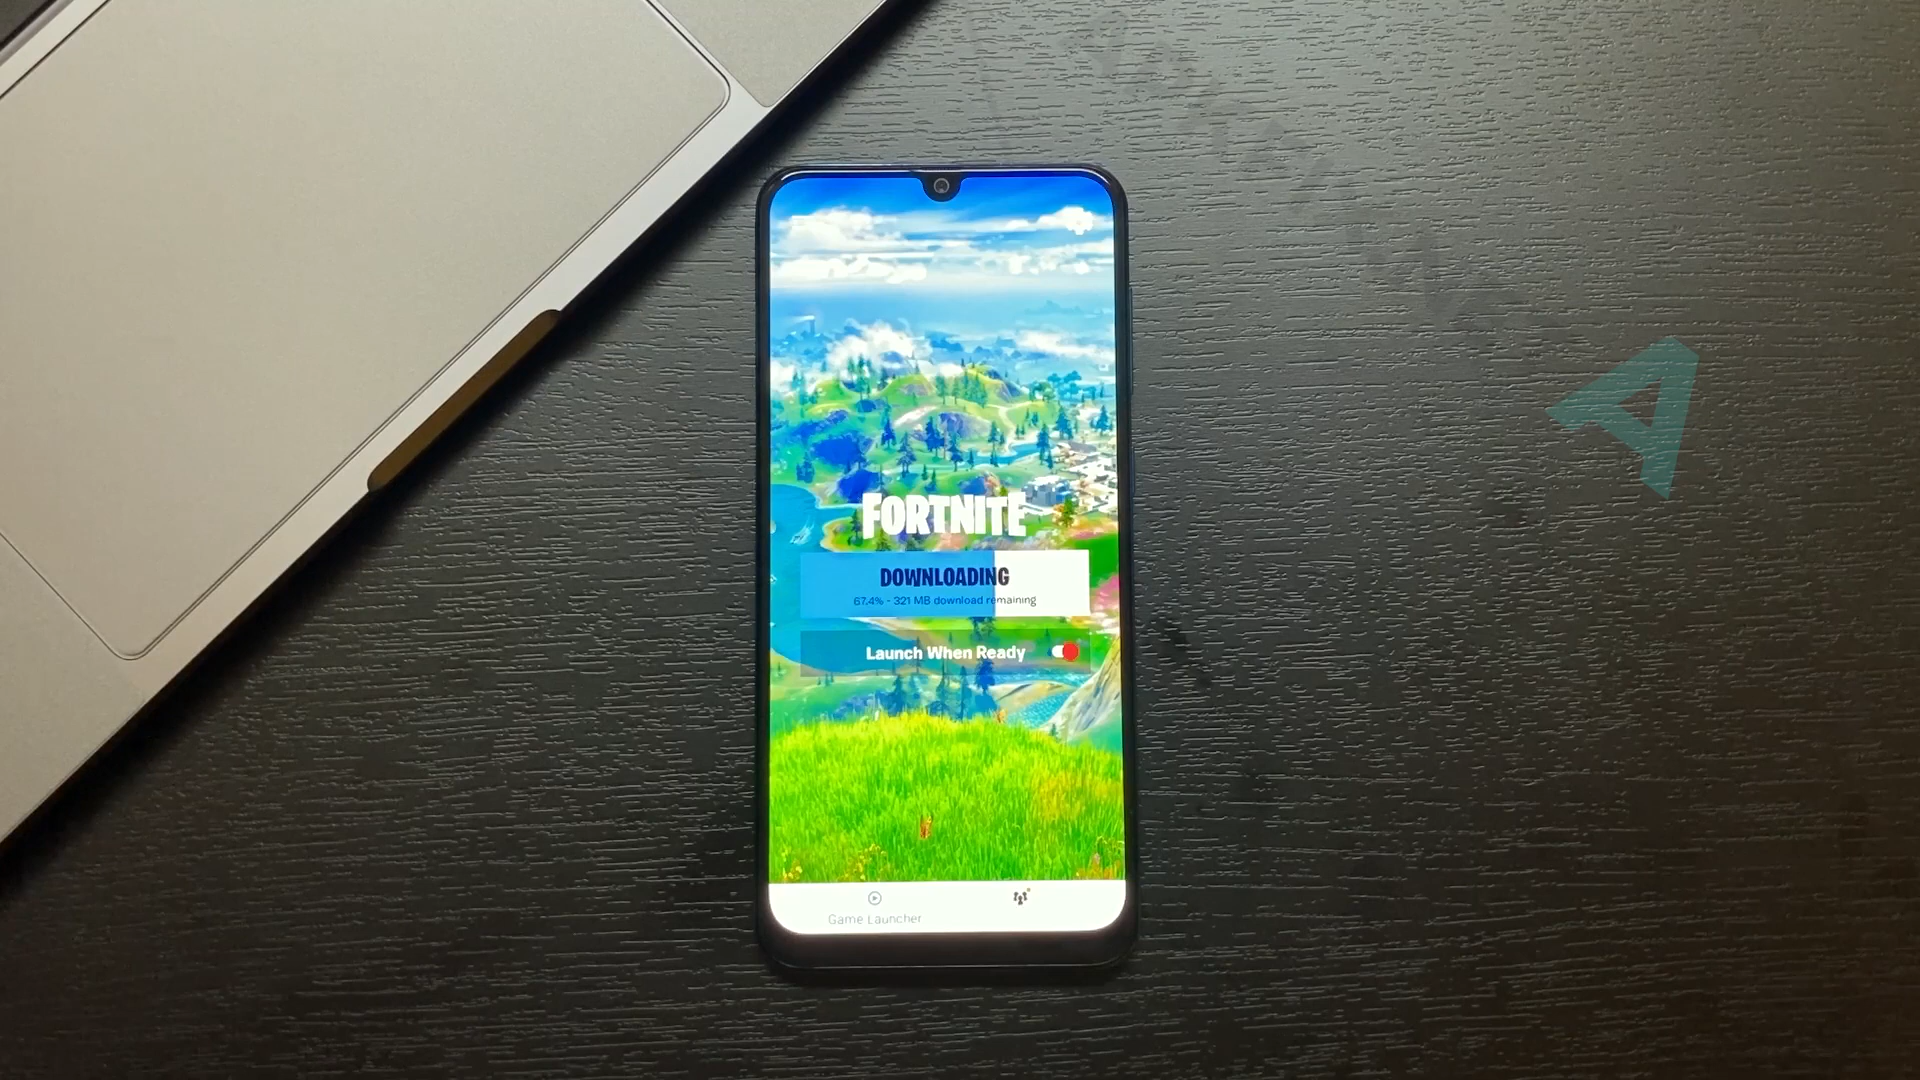 FORTNITE
DOWNLOADING
67.4% - 321 MB download remaining
Launch When Ready
Game Launcher
A